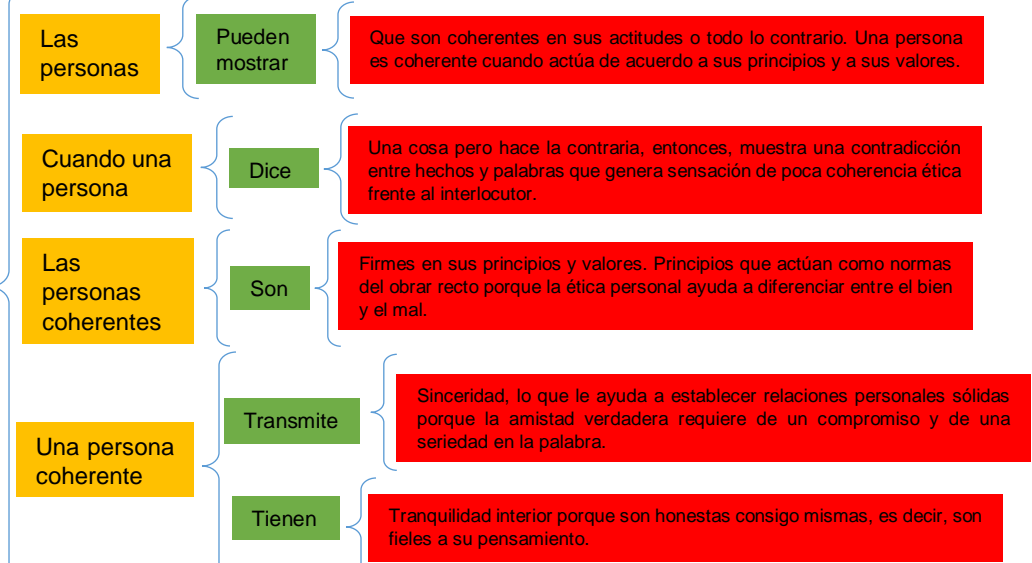 Las
personas
Pueden
mostrar
Que son coherentes en sus actitudes o todo lo contrario. Una persona
es coherente cuando actúa de acuerdo a sus principios y a sus valores.
Cuando una
persona
Dice
Una cosa pero hace la contraria, entonces, muestra una contradicción
entre hechos y palabras que genera sensación de poca coherencia ética
frente al interlocutor.
Las
personas
coherentes
Son
Firmes en sus principios y valores. Principios que actúan como normas
del obrar recto porque la ética personal ayuda a diferenciar entre el bien
y el mal.
Una persona
coherente
Transmite
Sinceridad, lo que le ayuda a establecer relaciones personales sólidas
porque la amistad verdadera requiere de un compromiso y de una
seriedad en la palabra.
Tienen
Tranquilidad interior porque son honestas consigo mismas, es decir, son
fieles a su pensamiento.